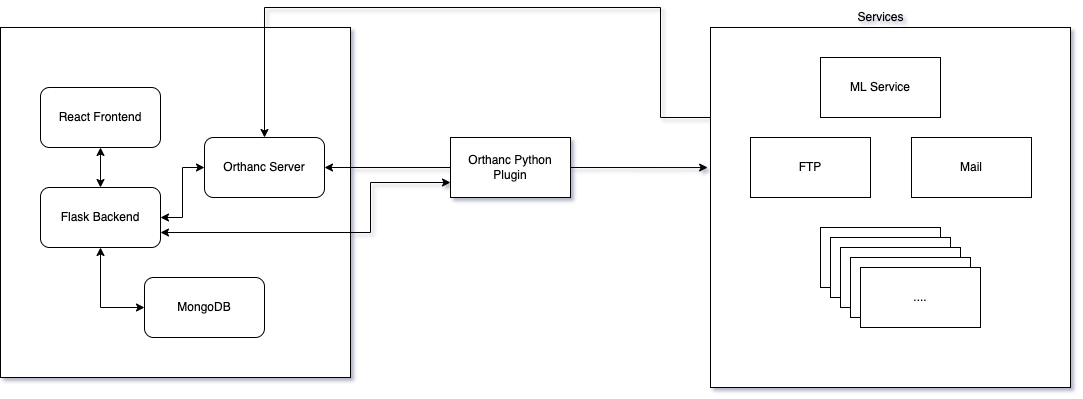 Services
React Frontend
Orthanc Server
Flask Backend
MongoDB
Orthanc Python
Plugin
ML Service
FTP
Mail
....